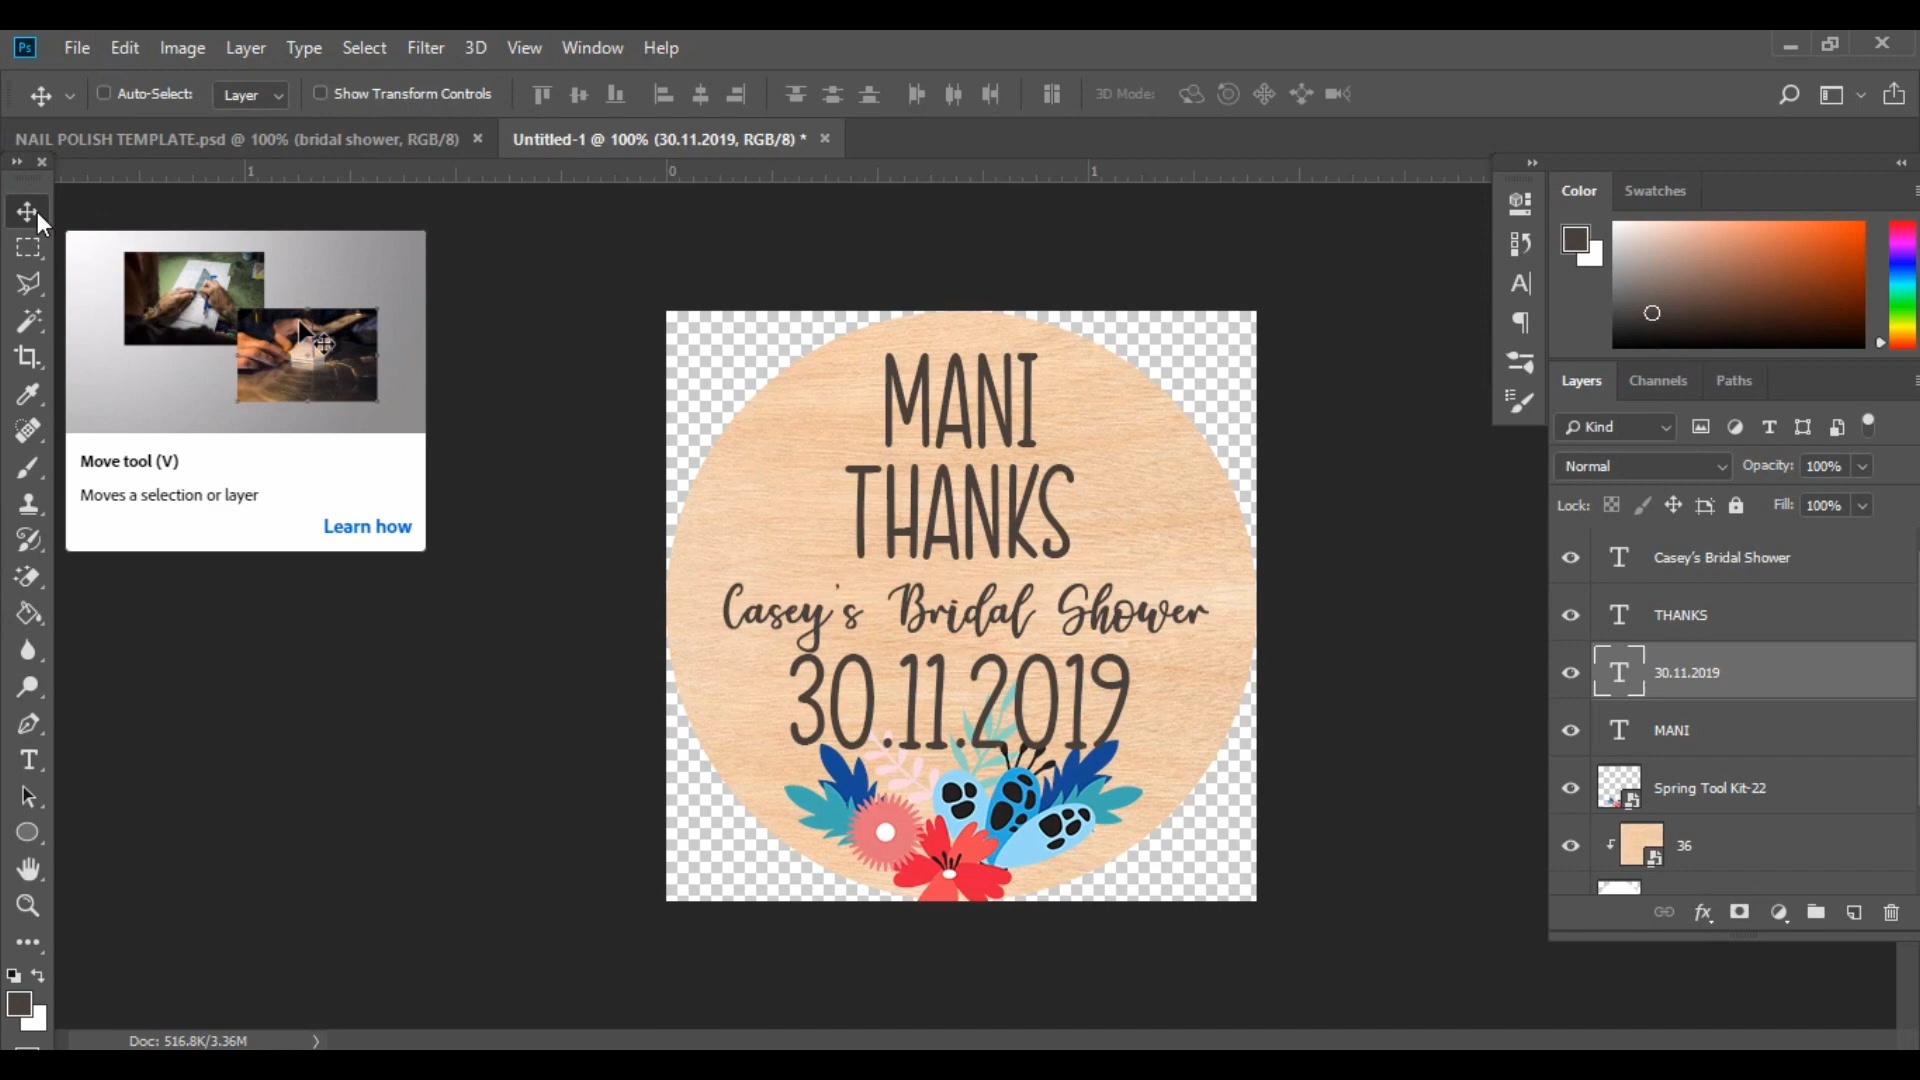 Ps File Edit Image Layer Type Select Filter 3D View Window Help
Auto-Select: Layer Show Transform Controls 3D Mode:
NAIL POLISH TEMPLATE.psd @ 100% (bridal shower, RGB/8) × Untitled-1 @ 100% (30.11.2019, RGB/8) * ×
1 0 1
Color Swatches
Move tool (V)
Moves a selection or layer
Learn how
MANI
THANKS
Casey's Bridal Shower
30.11.2019
Layers Channels Paths
Kind
Normal Opacity: 100%
Lock: Fill: 100%
Casey's Bridal Shower
THANKS
30.11.2019
MANI
Spring Tool Kit-22
36
fx
Doc: 516.8K/3.36M